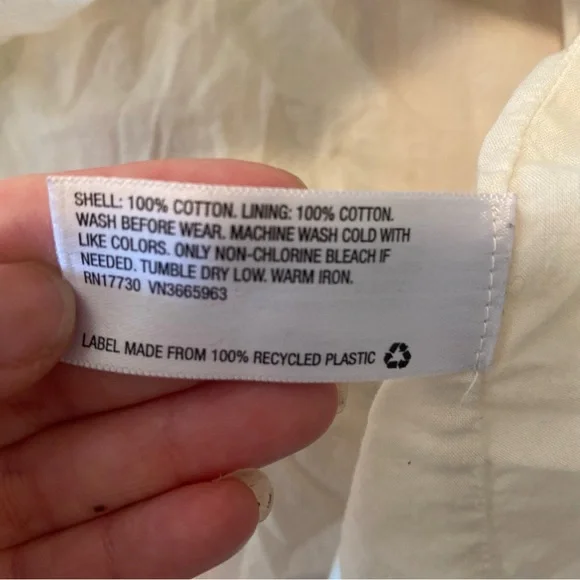 SHELL: 100% COTTON. LINING: 100% COTTON.
WASH BEFORE WEAR. MACHINE WASH COLD WITH
LIKE COLORS. ONLY NON-CHLORINE BLEACH IF
NEEDED. TUMBLE DRY LOW. WARM IRON.
RN17730 VN3665963
LABEL MADE FROM 100% RECYCLED PLASTIC